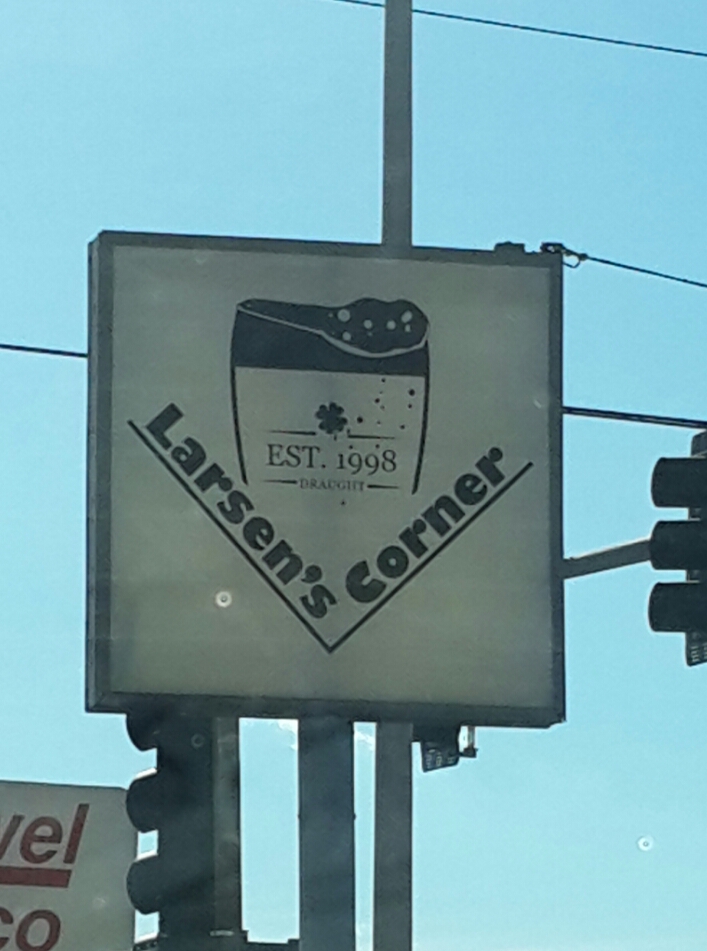 EST. 1998
DRAUGHT
Larsen's
Corner
vel
co